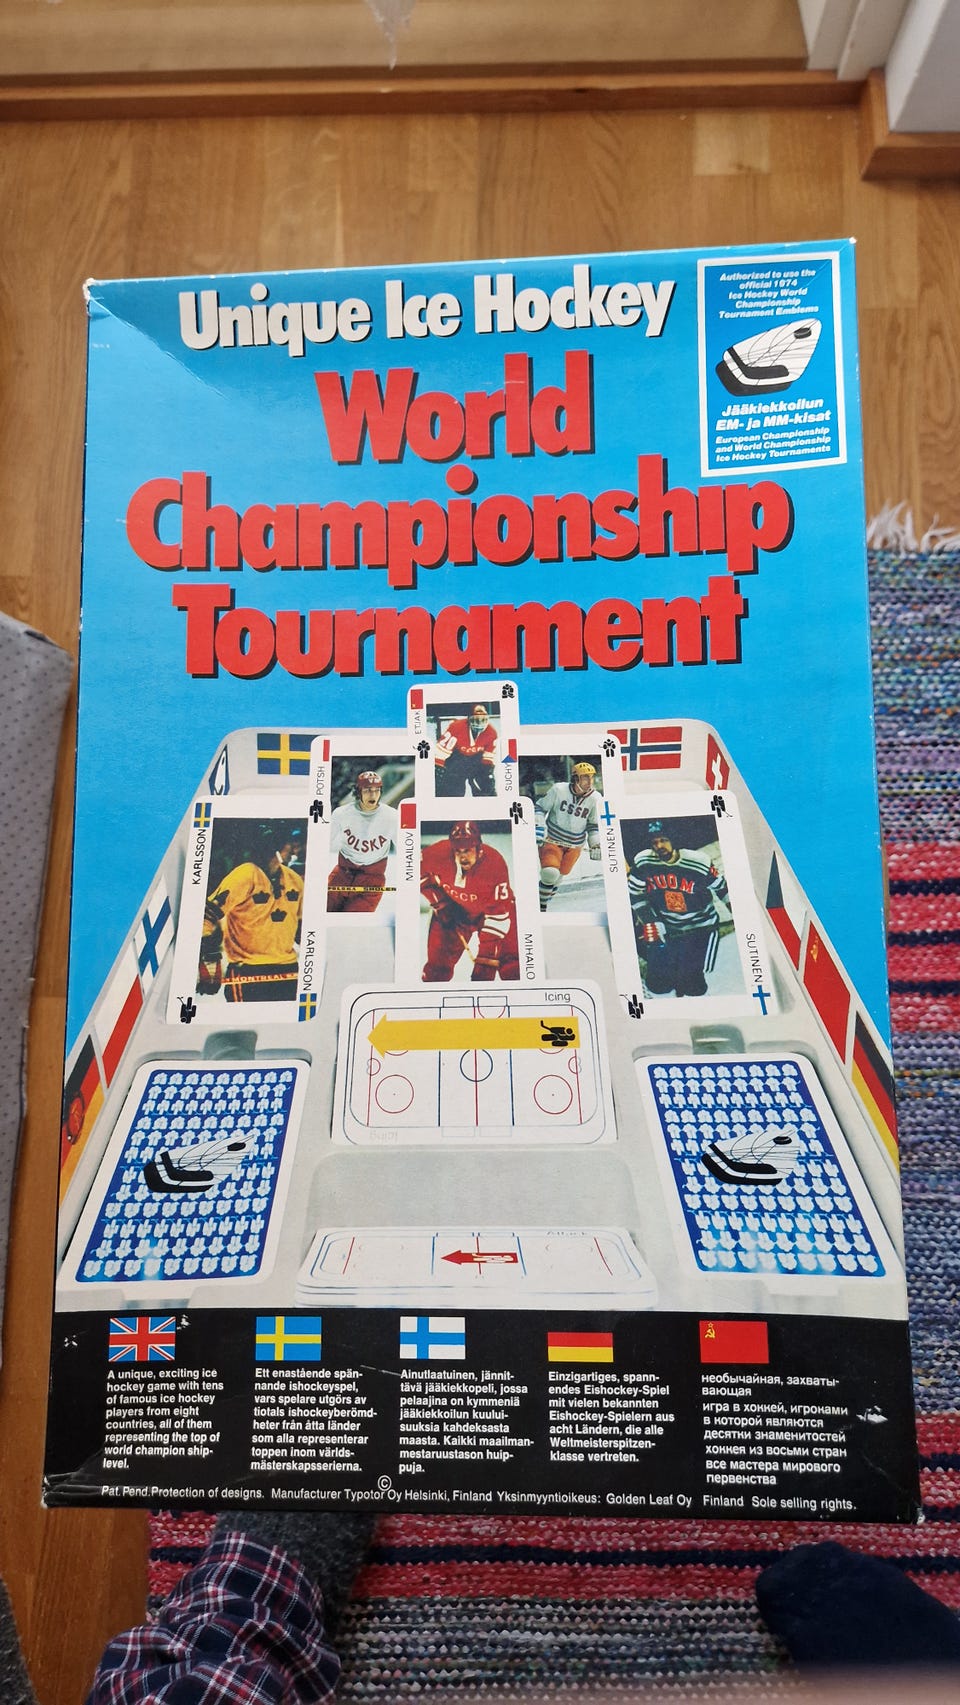 Unique Ice Hockey
World
Championship
Tournament
Authorized to use the
official 1974
Ice Hockey World
Championship
Tournament Emblems
Jääkiekkoilun
EM- ja MM-kisat
European Championship
and World Championship
Ice Hockey Tournaments
POTSH
SUCHY
KARLSSON
KARLSSON
POLSKA
MIHAILOV
CCCP
13
MIHAILO
ČSSR
SUTINEN
SUOMI
SUTINEN
Icing
Icing
A unique, exciting ice
hockey game with tens
of famous ice hockey
players from eight
countries, all of them
representing the top of
world champion ship-
level.
Ett enastående spän-
nande ishockeyspel,
vars spelare utgörs av
tiotals ishockeyberömd-
heter från åtta länder
som alla representerar
toppen inom världs-
mästerskapsserierna.
Ainutlaatuinen, jännit-
tävä jääkiekkopeli, jossa
pelaajina on kymmeniä
jääkiekkoilun kuului-
suuksia kahdeksasta
maasta. Kaikki maailman-
mestaruustason huip-
puja.
Einzigartiges, spann-
endes Eishockey-Spiel
mit vielen bekannten
Eishockey-Spielern aus
acht Ländern, die alle
Weltmeisterspitzen-
klasse vertreten.
необычайная, захваты-
вающая
игра в хоккей, игроками
в которой являются
десятки знаменитостей
хоккея из восьми стран
все мастера мирового
первенства
Pat. Pend. Protection of designs. Manufacturer Typotor Oy Helsinki, Finland Yksinmyyntioikeus: Golden Leaf Oy Finland Sole selling rights.
©